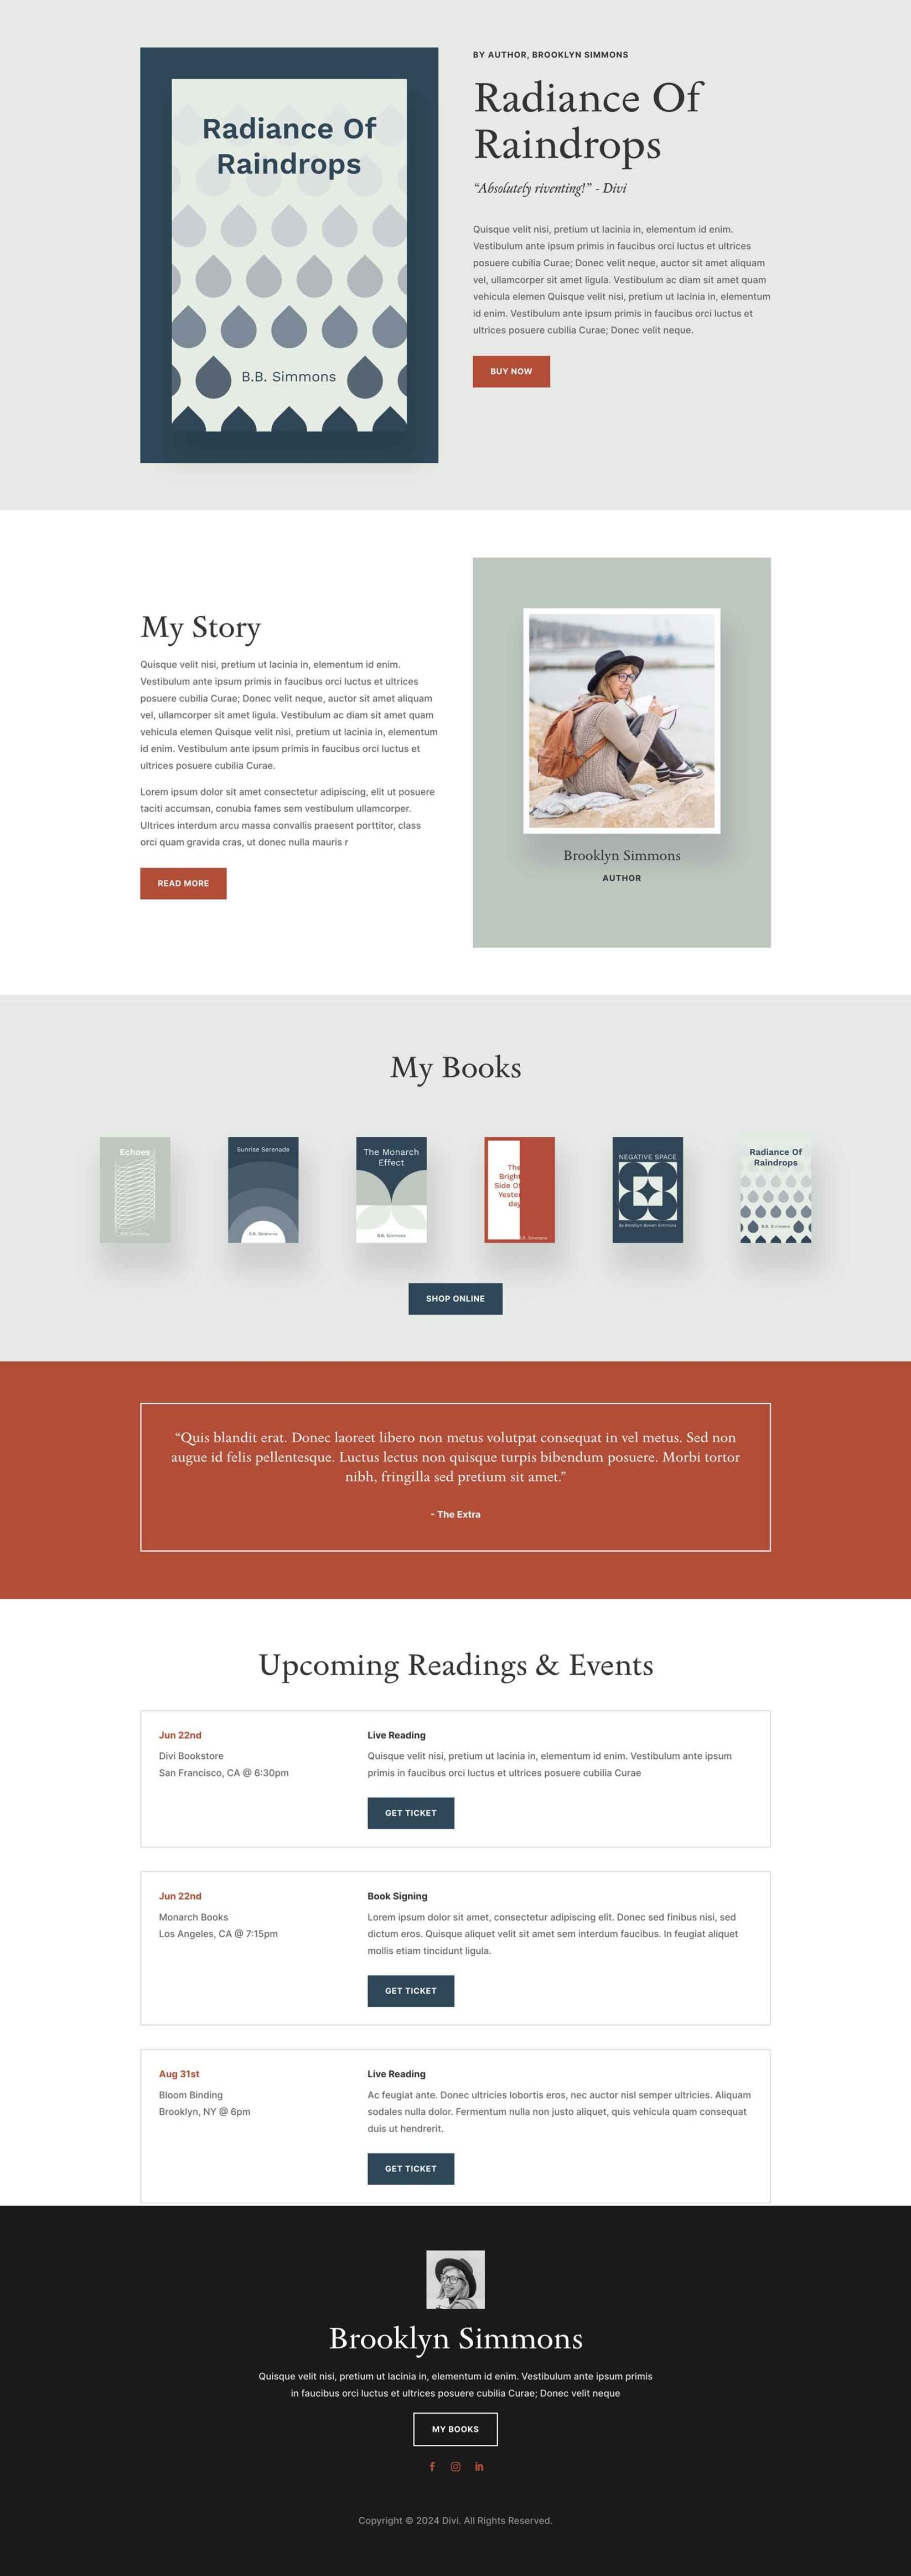 Radiance Of
Raindrops
B.B. Simmons
BY AUTHOR, BROOKLYN SIMMONS
Radiance Of
Raindrops
“Absolutely riventing!” - Divi
Quisque velit nisi, pretium ut lacinia in, elementum id enim.
Vestibulum ante ipsum primis in faucibus orci luctus et ultrices
posuere cubilia Curae; Donec velit neque, auctor sit amet aliquam
vel, ullamcorper sit amet ligula. Vestibulum ac diam sit amet quam
vehicula elemen Quisque velit nisi, pretium ut lacinia in, elementum
id enim. Vestibulum ante ipsum primis in faucibus orci luctus et
ultrices posuere cubilia Curae; Donec velit neque.
BUY NOW
My Story
Quisque velit nisi, pretium ut lacinia in, elementum id enim.
Vestibulum ante ipsum primis in faucibus orci luctus et ultrices
posuere cubilia Curae; Donec velit neque, auctor sit amet aliquam
vel, ullamcorper sit amet ligula. Vestibulum ac diam sit amet quam
vehicula elemen Quisque velit nisi, pretium ut lacinia in, elementum
id enim. Vestibulum ante ipsum primis in faucibus orci luctus et
ultrices posuere cubilia Curae.
Lorem ipsum dolor sit amet consectetur adipiscing, elit ut posuere
taciti accumsan, conubia fames sem vestibulum ullamcorper.
Ultrices interdum arcu massa convallis praesent porttitor, class
orci quam gravida cras, ut donec nulla mauris r
READ MORE
Brooklyn Simmons
AUTHOR
My Books
Echoes
B.B. Simmons
Sunrise Serenade
B.B. Simmons
The Monarch
Effect
B.B. Simmons
The
Bright
Side Of
Yester
day
B.B. Simmons
NEGATIVE SPACE
By Brooklyn Bowen Simmons
Radiance Of
Raindrops
B.B. Simmons
SHOP ONLINE
“Quis blandit erat. Donec laoreet libero non metus volutpat consequat in vel metus. Sed non
augue id felis pellentesque. Luctus lectus non quisque turpis bibendum posuere. Morbi tortor
nibh, fringilla sed pretium sit amet.”
- The Extra
Upcoming Readings & Events
Jun 22nd
Divi Bookstore
San Francisco, CA @ 6:30pm
Live Reading
Quisque velit nisi, pretium ut lacinia in, elementum id enim. Vestibulum ante ipsum
primis in faucibus orci luctus et ultrices posuere cubilia Curae
GET TICKET
Jun 22nd
Monarch Books
Los Angeles, CA @ 7:15pm
Book Signing
Lorem ipsum dolor sit amet, consectetur adipiscing elit. Donec sed finibus nisi, sed
dictum eros. Quisque aliquet velit sit amet sem interdum faucibus. In feugiat aliquet
mollis etiam tincidunt ligula.
GET TICKET
Aug 31st
Bloom Binding
Brooklyn, NY @ 6pm
Live Reading
Ac feugiat ante. Donec ultricies lobortis eros, nec auctor nisl semper ultricies. Aliquam
sodales nulla dolor. Fermentum nulla non justo aliquet, quis vehicula quam consequat
duis ut hendrerit.
GET TICKET
Brooklyn Simmons
Quisque velit nisi, pretium ut lacinia in, elementum id enim. Vestibulum ante ipsum primis
in faucibus orci luctus et ultrices posuere cubilia Curae; Donec velit neque
MY BOOKS
Copyright © 2024 Divi. All Rights Reserved.